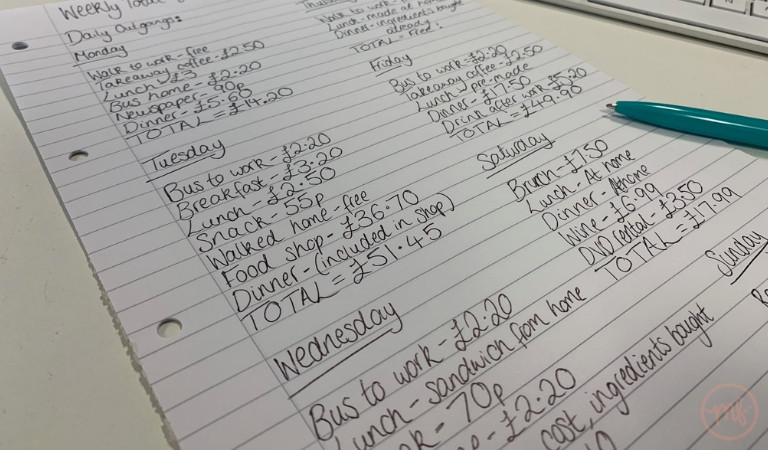 Weekly Total
Daily Outgoings:
Monday
Walk to work - free
Takeaway coffee - £2.50
Lunch - £3
Bus home - £2.20
Newspaper - 90p
Dinner - £5.60
TOTAL = £14.20
Tuesday
Bus to work - £2.20
Breakfast - £3.20
Lunch - £2.50
Snack - 55p
Walked home - free
Food shop - £36.70
Dinner - (included in shop)
TOTAL = £51.45
Wednesday
Bus to work - £2.20
Lunch - sandwich from home
70p
- £2.20
cost, ingredients bought
Walk to work -
Lunch - made at home
Dinner - ingredients bought
already
TOTAL = Free!
Friday
Bus to work - £2.20
Takeaway coffee - £2.50
Lunch - pre-made
Dinner - £17.50
Drink after work
TOTAL = £49.90
Saturday
Brunch - £7.50
Lunch - At home
Dinner - At home
Wine - £6.99
DVD rental - £3.50
TOTAL = £17.99
Sunday
my